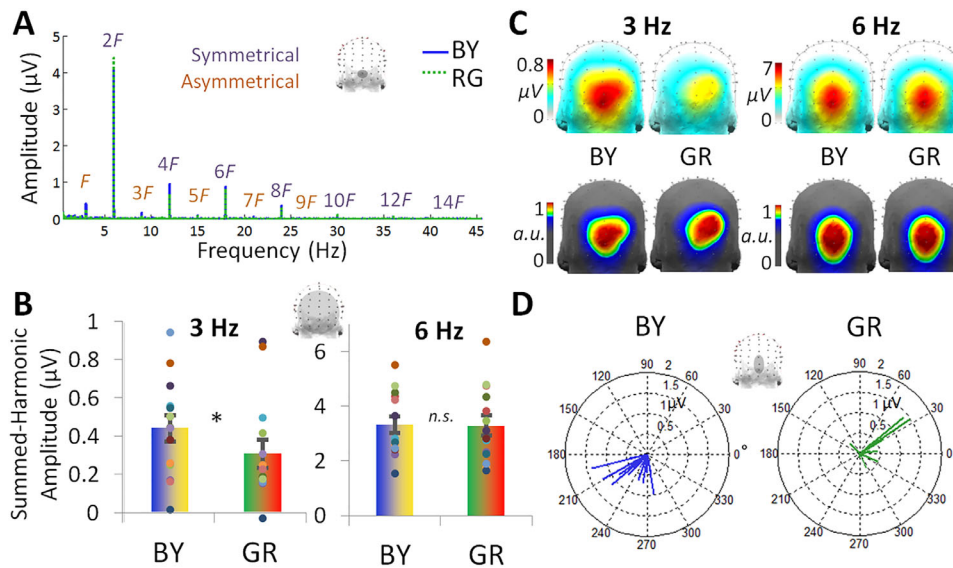 A
Amplitude (μV)
5
4
3
2
1
0
2F
Symmetrical
Asymmetrical
BY
RG
F
3F
4F
5F
6F
7F
8F
9F
10F
12F
14F
5 10 15 20 25 30 35 40 45
Frequency (Hz)
B
Summed-Harmonic
Amplitude (μV)
1
0.8
0.6
0.4
0.2
0
3 Hz
*
BY GR
6
4
2
0
6 Hz
n.s.
BY GR
C
3 Hz 6 Hz
0.8
μV
0
7
μV
0
BY GR BY GR
1
a.u.
0
1
a.u.
0
D
BY GR
90 2
120 60
1.5
150 μV 30
1
0.5
180 0 °
210 330
240 300
270
90 2
120 60
1.5
150 μV 30
1
0.5
180 0
210 330
240 300
270